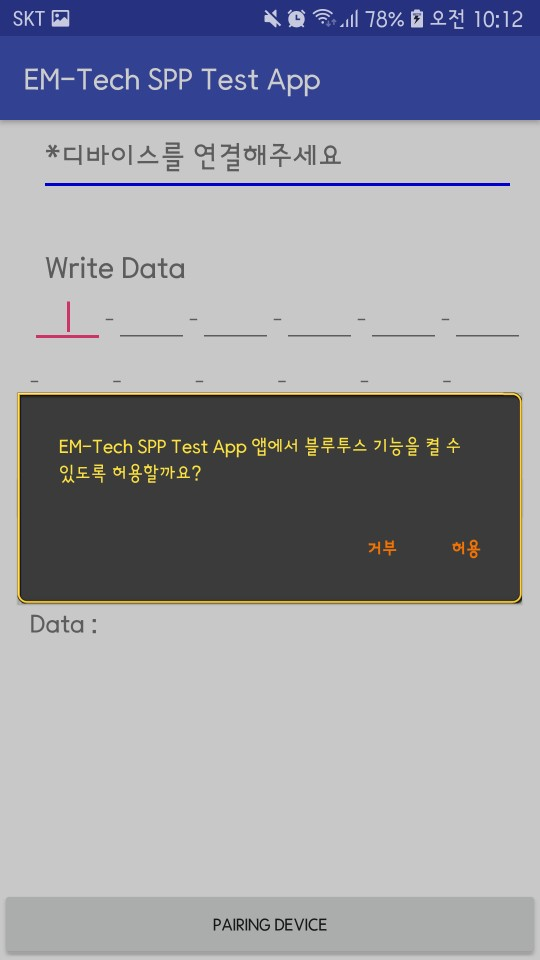 SKT 78% 오전 10:12
EM-Tech SPP Test App
*디바이스를 연결해주세요
Write Data
- - - - -
- - - - - -
EM-Tech SPP Test App 앱에서 블루투스 기능을 켤 수
있도록 허용할까요?
거부 허용
Data :
PAIRING DEVICE